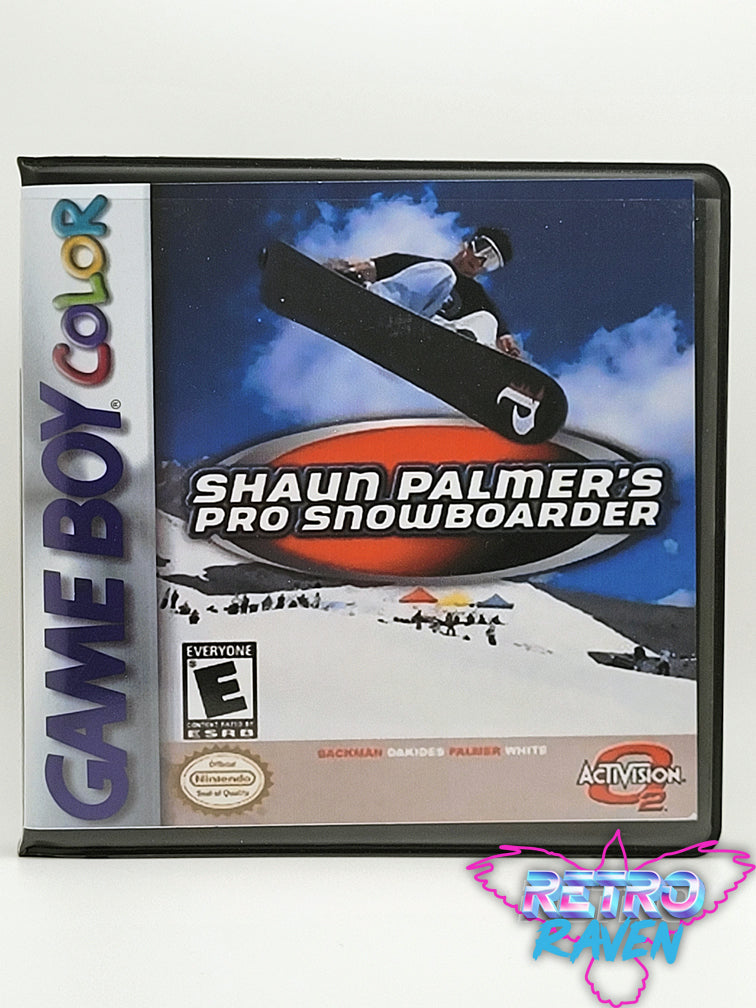 GAME BOY COLOR
®
P
SHAUN PALMER'S
PRO SNOWBOARDER
EVERYONE
E
CONTENT RATED BY
ESRB
BACKMAN OAKIDES PALMER WHITE
Official
Nintendo
Seal of Quality
ACTIVISION
O2
RETRO
RAVEN